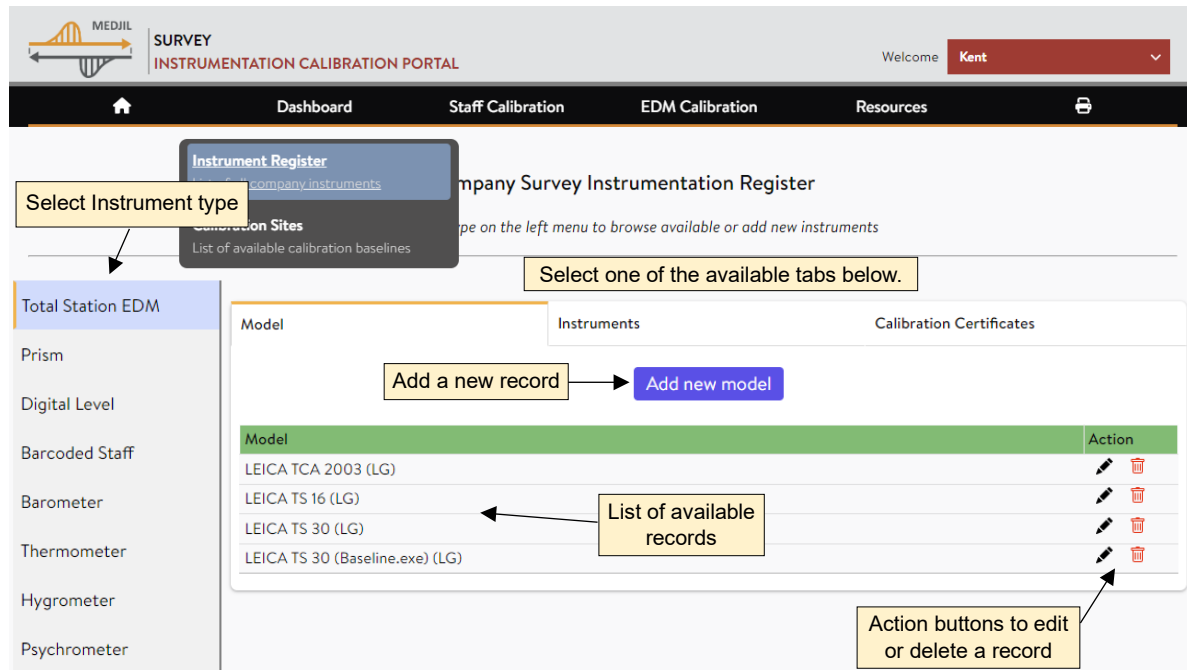 MEDJIL
SURVEY
INSTRUMENTATION CALIBRATION PORTAL
Welcome Kent
Dashboard Staff Calibration EDM Calibration Resources
Instrument Register
company instruments
mpany Survey Instrumentation Register
Select Instrument type
Calibration Sites
pe on the left menu to browse available or add new instruments
List of available calibration baselines
Select one of the available tabs below.
Total Station EDM
Model Instruments Calibration Certificates
Prism
Add a new record
Add new model
Digital Level
Model Action
Barcoded Staff
LEICA TCA 2003 (LG)
LEICA TS 16 (LG)
Barometer
List of available
records
LEICA TS 30 (LG)
Thermometer
LEICA TS 30 (Baseline.exe) (LG)
Hygrometer
Action buttons to edit
or delete a record
Psychrometer